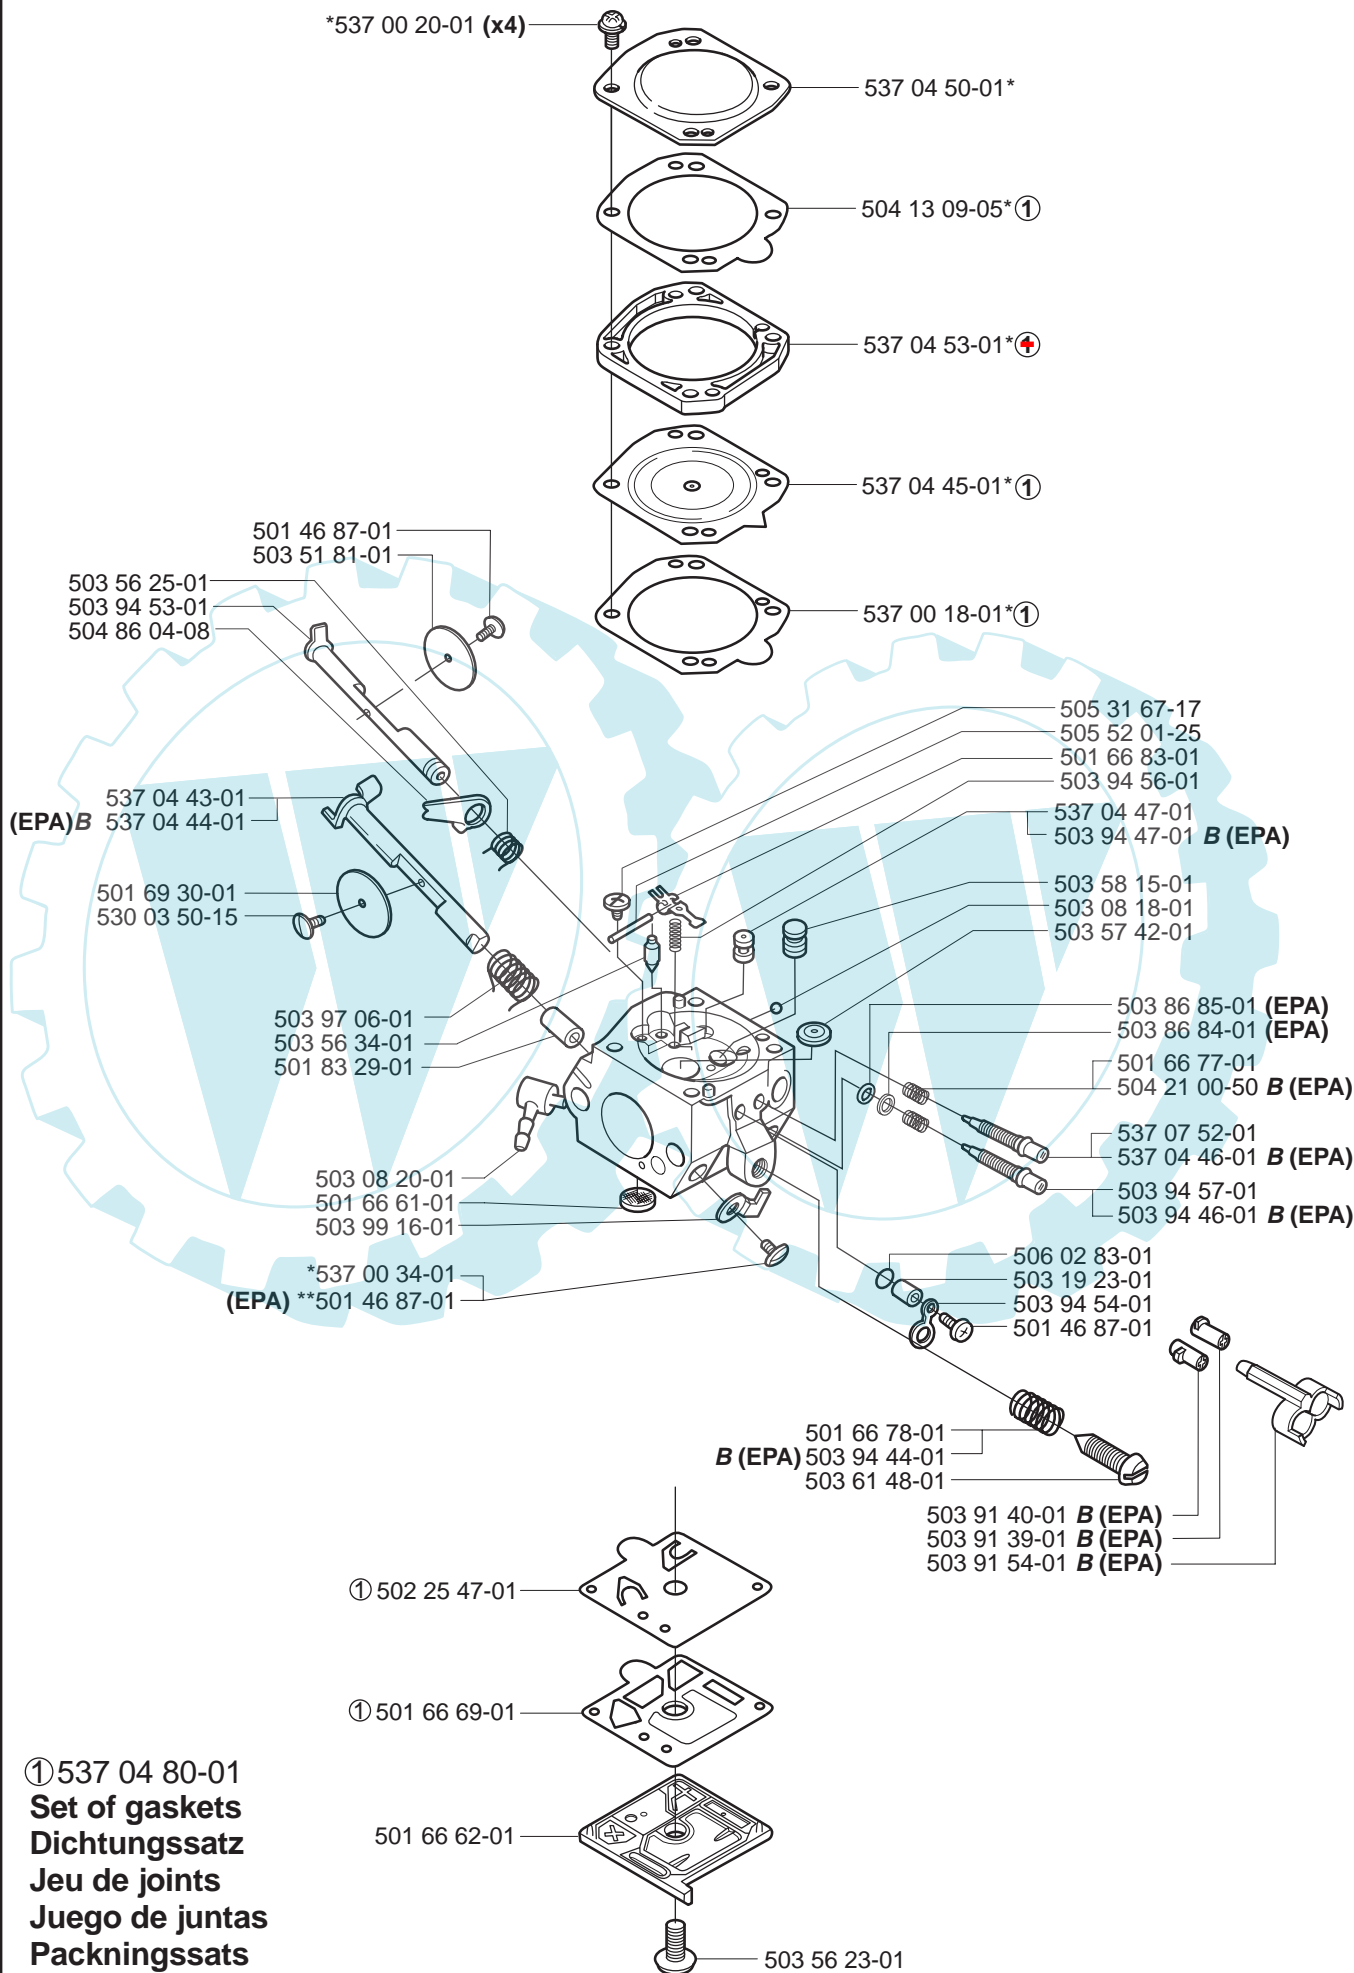 *537 00 20-01 (x4)
537 04 50-01*
504 13 09-05*①
537 04 53-01*①
537 04 45-01*①
537 00 18-01*①
501 46 87-01
503 51 81-01
503 56 25-01
503 94 53-01
504 86 04-08
537 04 43-01
(EPA) B 537 04 44-01
501 69 30-01
530 03 50-15
503 97 06-01
503 56 34-01
501 83 29-01
503 08 20-01
501 66 61-01
503 99 16-01
*537 00 34-01
(EPA) **501 46 87-01
505 31 67-17
505 52 01-25
501 66 83-01
503 94 56-01
537 04 47-01
503 94 47-01 B (EPA)
503 58 15-01
503 08 18-01
503 57 42-01
503 86 85-01 (EPA)
503 86 84-01 (EPA)
501 66 77-01
504 21 00-50 B (EPA)
537 07 52-01
537 04 46-01 B (EPA)
503 94 57-01
503 94 46-01 B (EPA)
506 02 83-01
503 19 23-01
503 94 54-01
501 46 87-01
501 66 78-01
B (EPA) 503 94 44-01
503 61 48-01
503 91 40-01 B (EPA)
503 91 39-01 B (EPA)
503 91 54-01 B (EPA)
① 502 25 47-01
① 501 66 69-01
501 66 62-01
503 56 23-01
① 537 04 80-01
Set of gaskets
Dichtungssatz
Jeu de joints
Juego de juntas
Packningssats